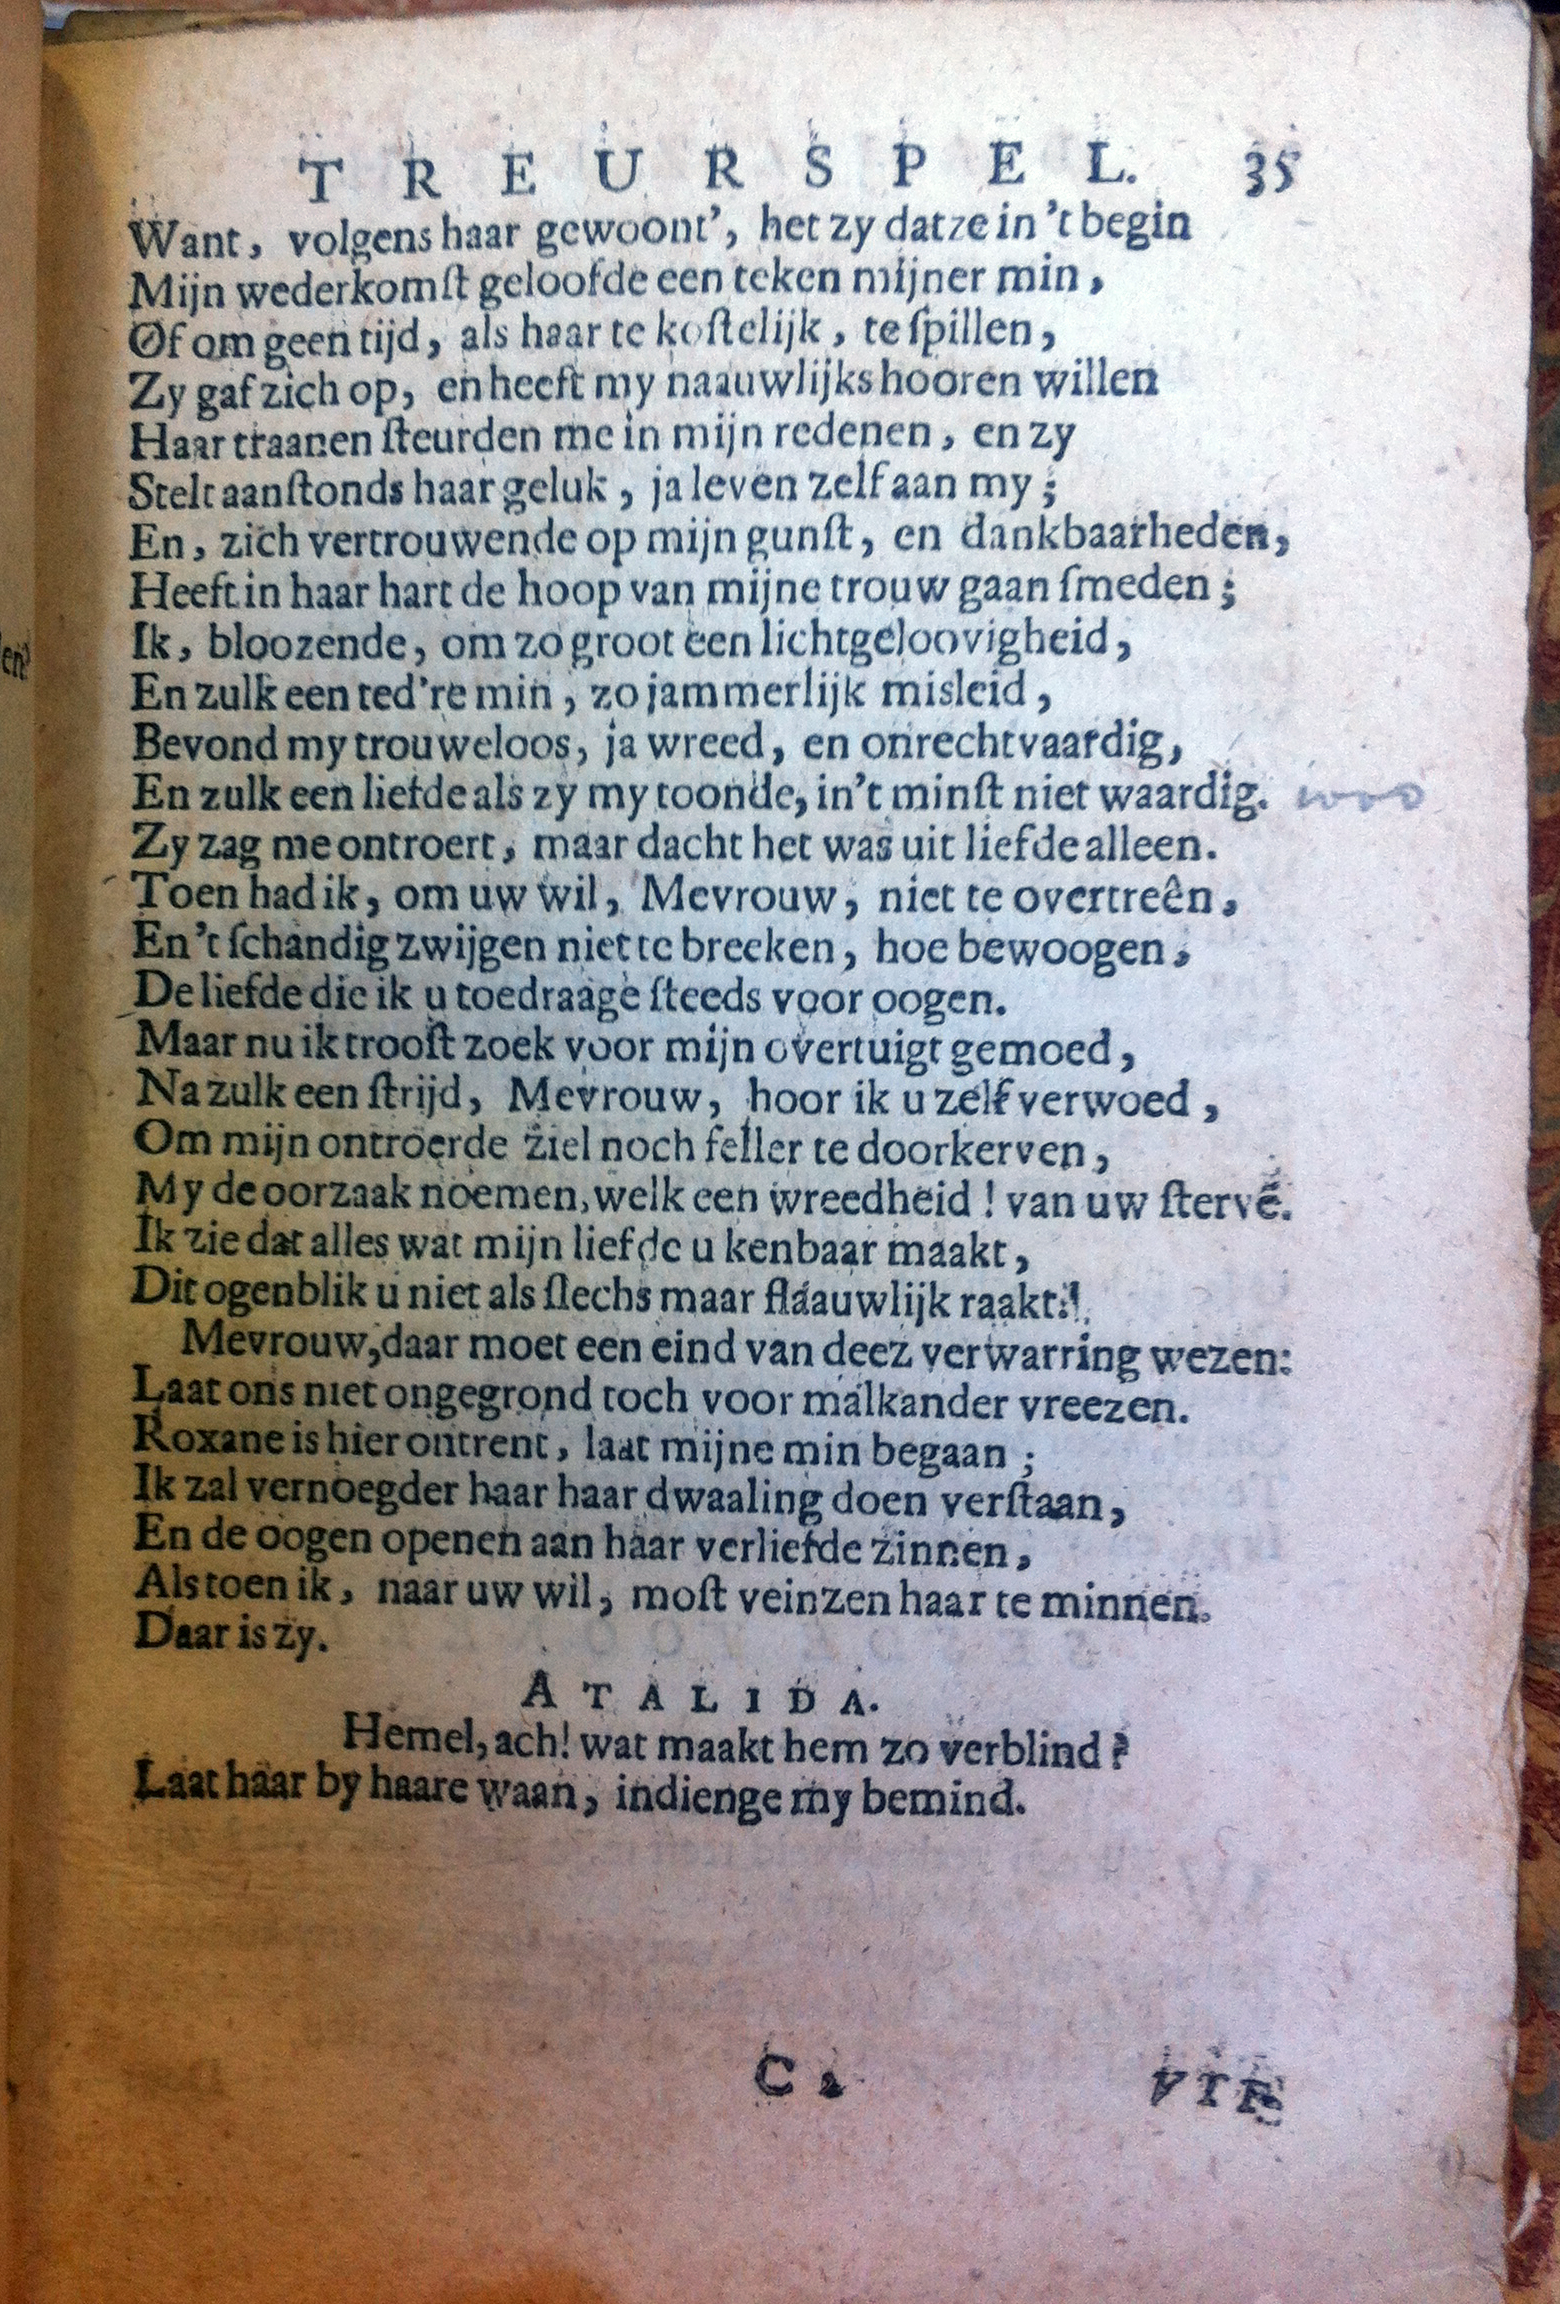 TREURSPEL. 35
Want, volgens haar gewoont', het zy datze in 't begin
Mijn wederkomſt geloofde een teken mijner min,
Of om geen tijd, als haar te koſtelijk, te ſpillen,
Zy gaf zich op, en heeft my naauwlijks hooren willen
Haar traanen ſteurden me in mijn redenen, en zy
Stelt aanſtonds haar geluk, ja leven zelf aan my;
En, zich vertrouwende op mijn gunſt, en dankbaarheden,
Heeft in haar hart de hoop van mijne trouw gaan ſmeden;
Ik, bloozende, om zo groot een lichtgeloovigheid,
En zulk een ted're min, zo jammerlijk misleid,
Bevond my trouweloos, ja wreed, en onrechtvaardig,
En zulk een liefde als zy my toonde, in't minſt niet waardig.
Zy zag me ontroert, maar dacht het was uit liefde alleen.
Toen had ik, om uw wil, Mevrouw, niet te overtreên,
En 't ſchandig zwijgen niet te breeken, hoe bewoogen,
De liefde die ik u toedraage ſteeds voor oogen.
Maar nu ik trooſt zoek voor mijn overtuigt gemoed,
Na zulk een ſtrijd, Mevrouw, hoor ik u zelf verwoed,
Om mijn ontroerde ziel noch feller te doorkerven,
My de oorzaak noemen, welk een wreedheid! van uw ſtervē.
Ik zie dat alles wat mijn liefde u kenbaar maakt,
Dit ogenblik u niet als ſlechs maar flaauwlijk raakt!
Mevrouw, daar moet een eind van deez verwarring wezen:
Laat ons niet ongegrond toch voor malkander vreezen.
Roxane is hier ontrent, laat mijne min begaan;
Ik zal vernoegder haar haar dwaaling doen verſtaan,
En de oogen openen aan haar verliefde zinnen,
Als toen ik, naar uw wil, moſt veinzen haar te minnen.
Daar is zy.
ATALIDA.
Hemel, ach! wat maakt hem zo verblind?
Laat haar by haare waan, indien ge my bemind.
C 2